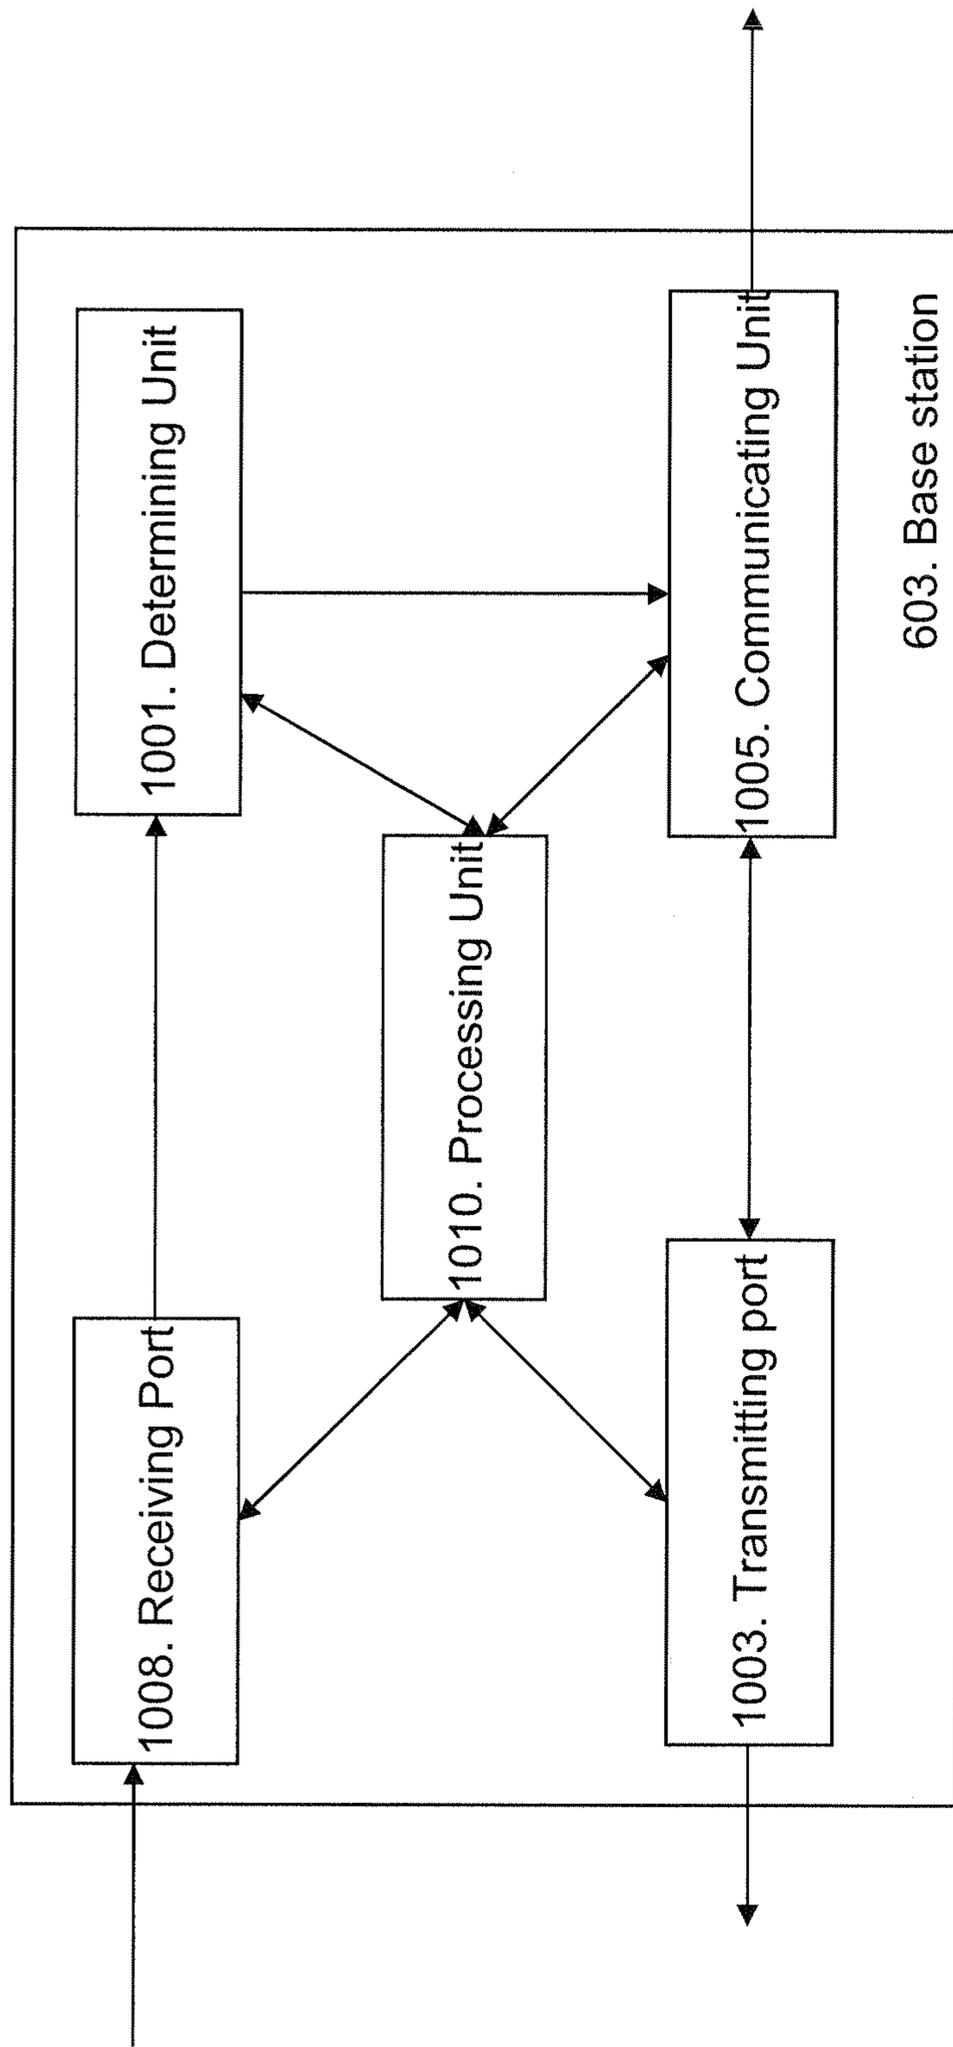 1008. Receiving Port
1001. Determining Unit
1010. Processing Unit
1003. Transmitting port
1005. Communicating Unit
603. Base station